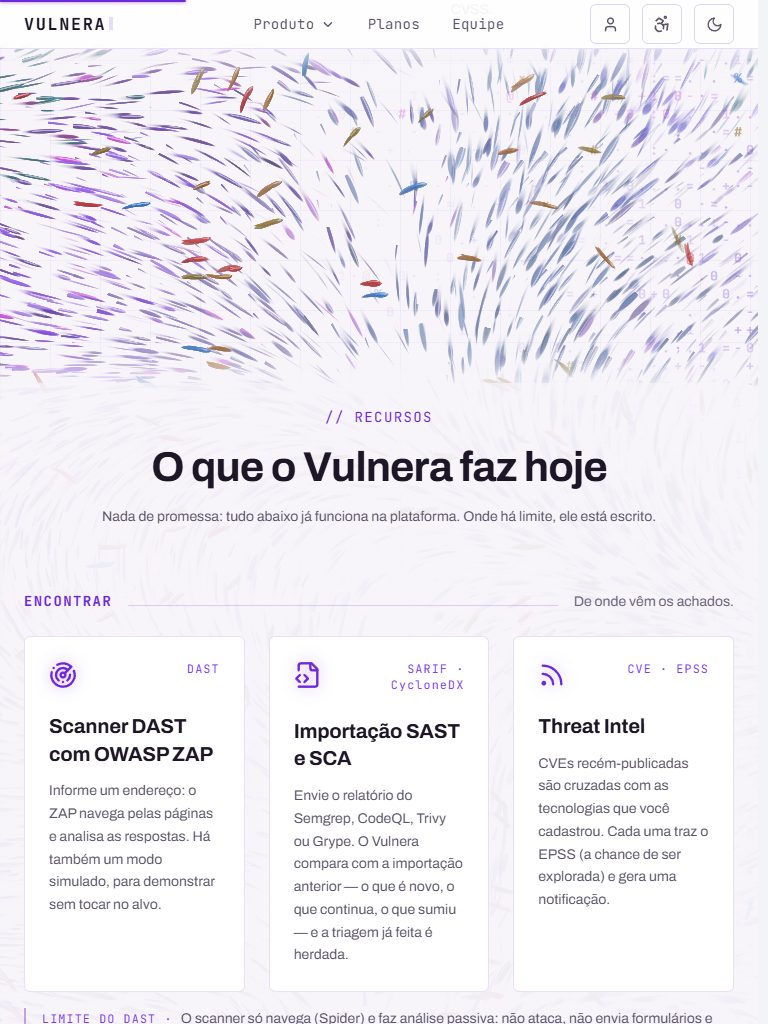 VULNERA
Produto
Planos
Equipe
// RECURSOS
O que o Vulnera faz hoje
Nada de promessa: tudo abaixo já funciona na plataforma. Onde há limite, ele está escrito.
ENCONTRAR
De onde vêm os achados.
DAST
Scanner DAST
com OWASP ZAP
Informe um endereço: o
ZAP navega pelas páginas
e analisa as respostas. Há
também um modo
simulado, para demonstrar
sem tocar no alvo.
SARIF ·
CycloneDX
Importação SAST
e SCA
Envie o relatório do
Semgrep, CodeQL, Trivy
ou Grype. O Vulnera
compara com a importação
anterior — o que é novo, o
que continua, o que sumiu
— e a triagem já feita é
herdada.
CVE · EPSS
Threat Intel
CVEs recém-publicadas
são cruzadas com as
tecnologias que você
cadastrou. Cada uma traz o
EPSS (a chance de ser
explorada) e gera uma
notificação.
LIMITE DO DAST · O scanner só navega (Spider) e faz análise passiva: não ataca, não envia formulários e